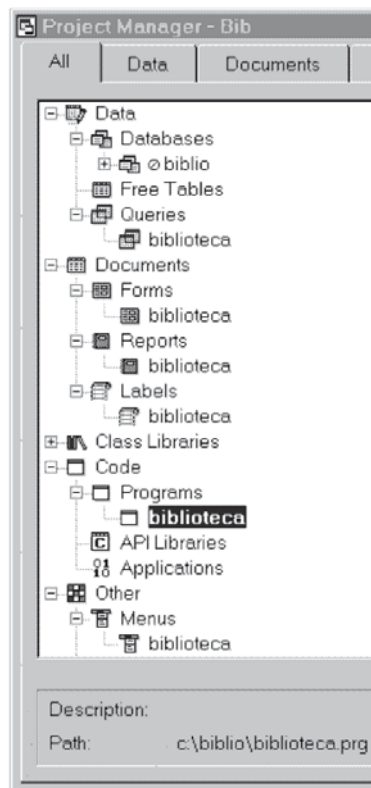 Project Manager - Bib
All Data Documents
Data
Databases
biblio
Free Tables
Queries
biblioteca
Documents
Forms
biblioteca
Reports
biblioteca
Labels
biblioteca
Class Libraries
Code
Programs
biblioteca
API Libraries
Applications
Other
Menus
biblioteca
Description:
Path: c:\biblio\biblioteca.prg